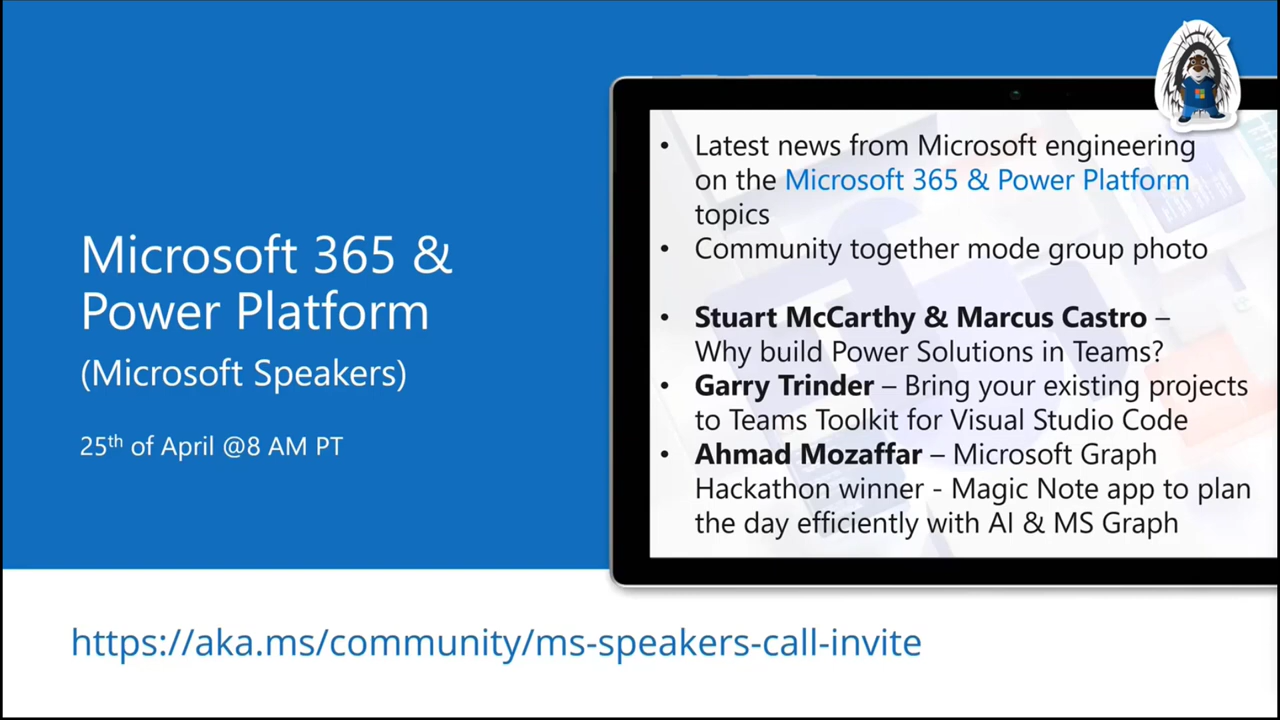 Microsoft 365 &
Power Platform
(Microsoft Speakers)
25th of April @8 AM PT
• Latest news from Microsoft engineering
on the Microsoft 365 & Power Platform
topics
• Community together mode group photo
• Stuart McCarthy & Marcus Castro –
Why build Power Solutions in Teams?
• Garry Trinder – Bring your existing projects
to Teams Toolkit for Visual Studio Code
• Ahmad Mozaffar – Microsoft Graph
Hackathon winner - Magic Note app to plan
the day efficiently with AI & MS Graph
https://aka.ms/community/ms-speakers-call-invite